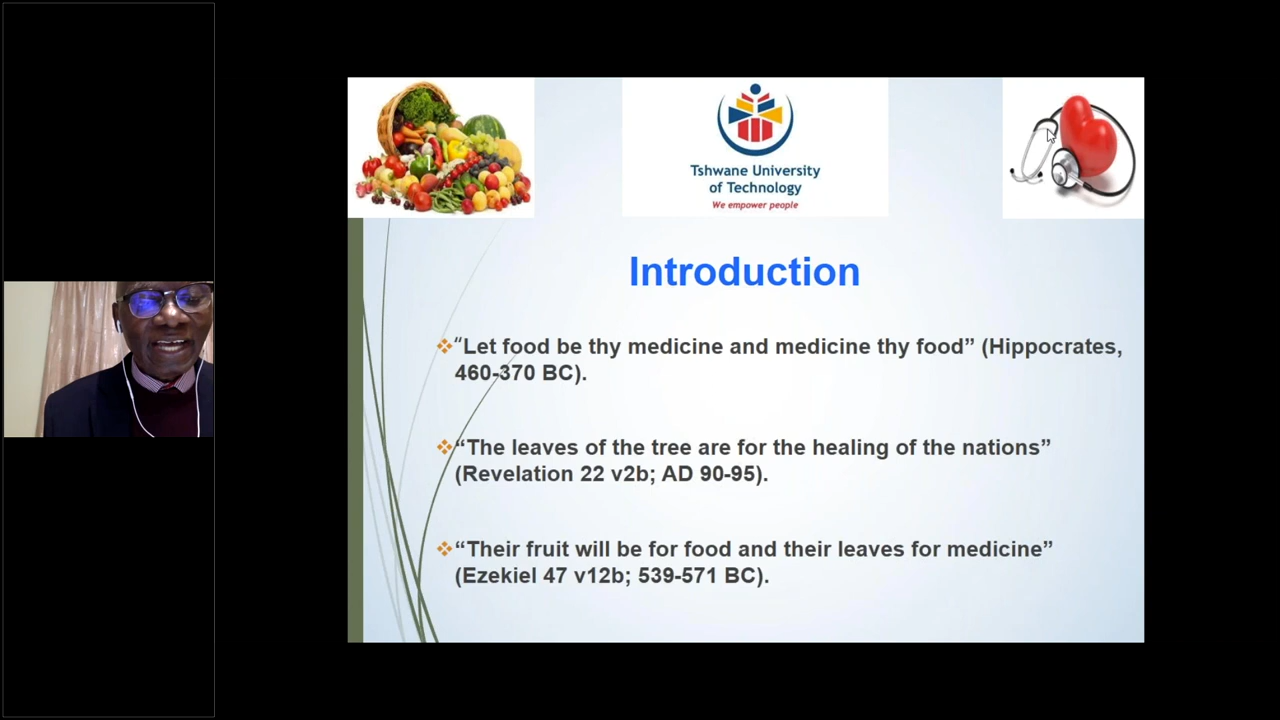 Tshwane University
of Technology
We empower people
Introduction
“Let food be thy medicine and medicine thy food” (Hippocrates,
460-370 BC).
“The leaves of the tree are for the healing of the nations”
(Revelation 22 v2b; AD 90-95).
“Their fruit will be for food and their leaves for medicine”
(Ezekiel 47 v12b; 539-571 BC).